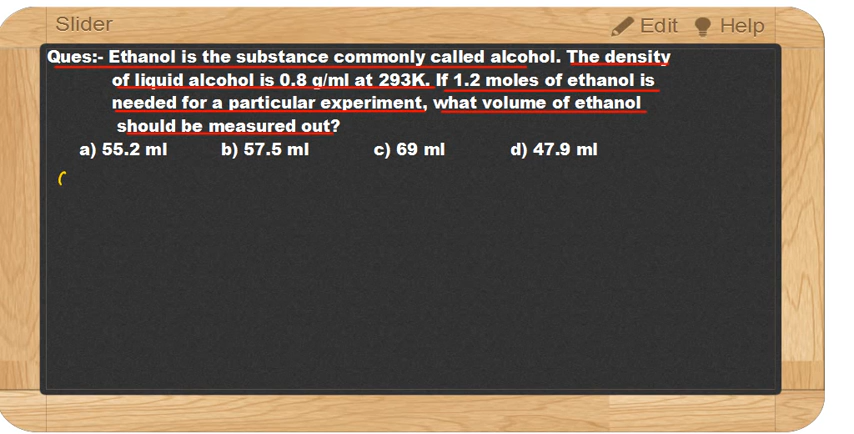 Slider
Edit Help
Ques:- Ethanol is the substance commonly called alcohol. The density
of liquid alcohol is 0.8 g/ml at 293K. If 1.2 moles of ethanol is
needed for a particular experiment, what volume of ethanol
should be measured out?
a) 55.2 ml b) 57.5 ml c) 69 ml d) 47.9 ml